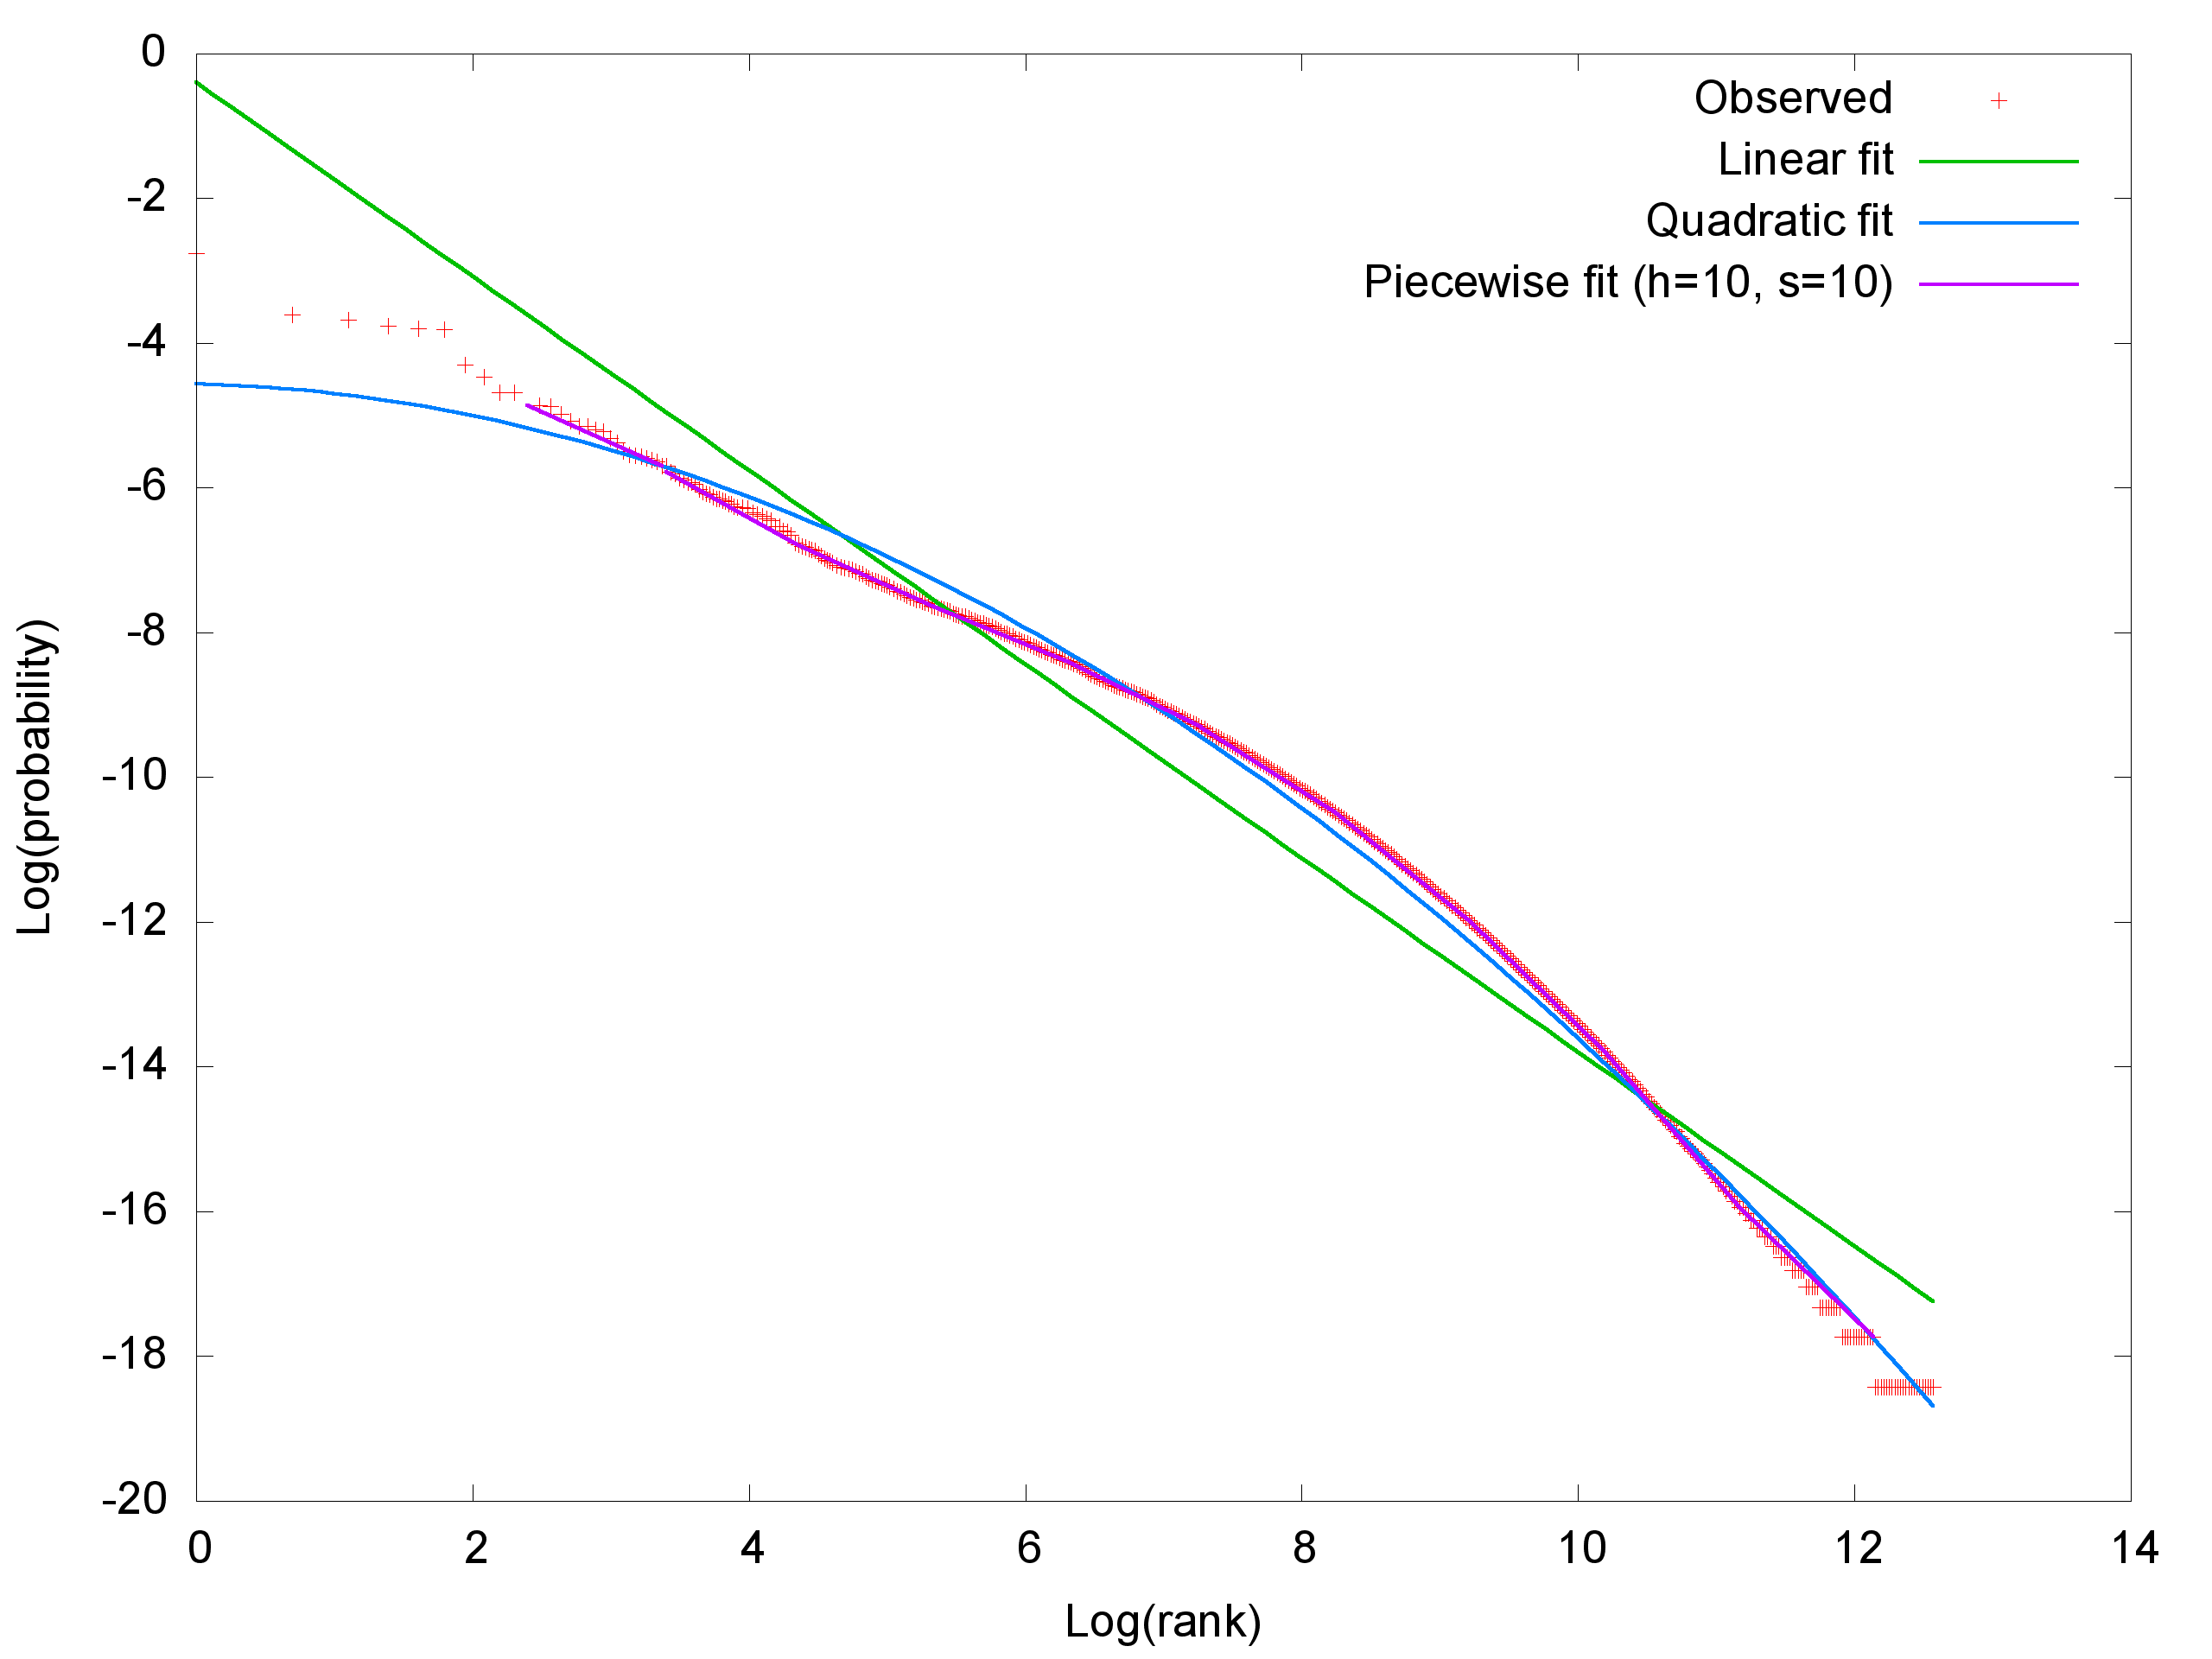 0
-2
-4
-6
-8
-10
-12
-14
-16
-18
-20
0 2 4 6 8 10 12 14
Log(probability)
Log(rank)
Observed
Linear fit
Quadratic fit
Piecewise fit (h=10, s=10)